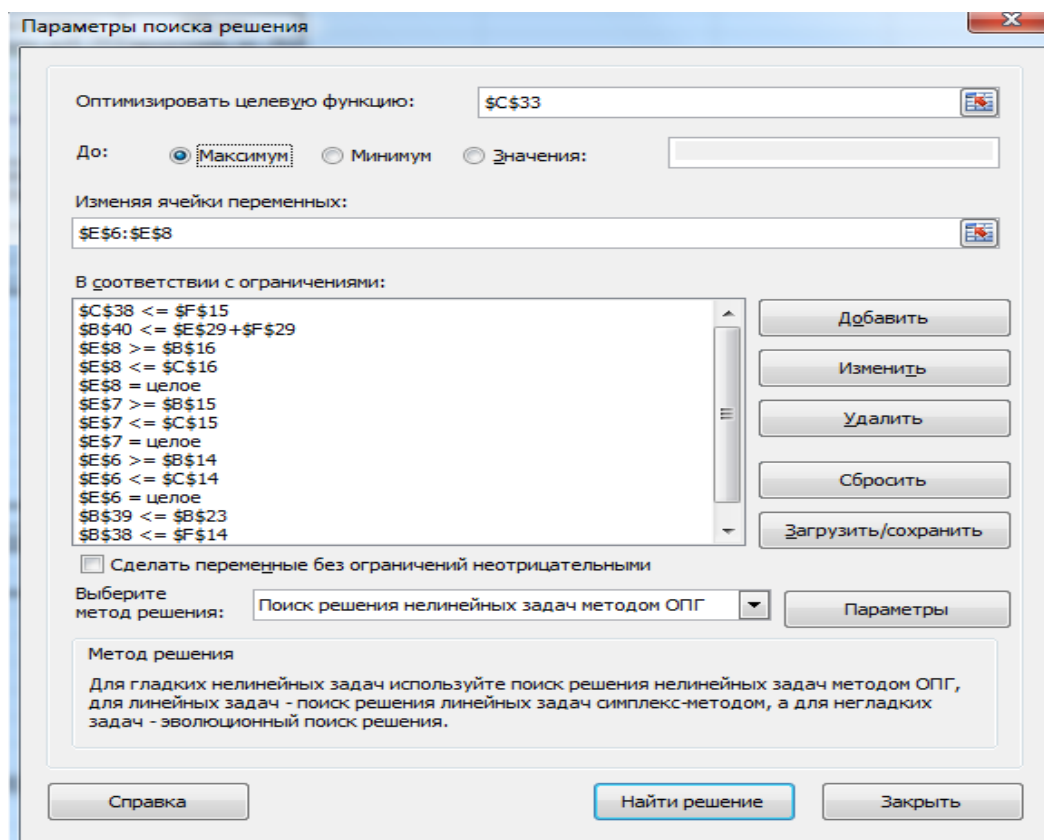 Параметры поиска решения
Оптимизировать целевую функцию:
$C$33
До:
Максимум
Минимум
Значения:
Изменяя ячейки переменных:
$E$6:$E$8
В соответствии с ограничениями:
$C$38 <= $F$15
$B$40 <= $E$29+$F$29
$E$8 >= $B$16
$E$8 <= $C$16
$E$8 = целое
$E$7 >= $B$15
$E$7 <= $C$15
$E$7 = целое
$E$6 >= $B$14
$E$6 <= $C$14
$E$6 = целое
$B$39 <= $B$23
$B$38 <= $F$14
Добавить
Изменить
Удалить
Сбросить
Загрузить/сохранить
Сделать переменные без ограничений неотрицательными
Выберите
метод решения:
Поиск решения нелинейных задач методом ОПГ
Параметры
Метод решения
Для гладких нелинейных задач используйте поиск решения нелинейных задач методом ОПГ,
для линейных задач - поиск решения линейных задач симплекс-методом, а для негладких
задач - эволюционный поиск решения.
Справка
Найти решение
Закрыть